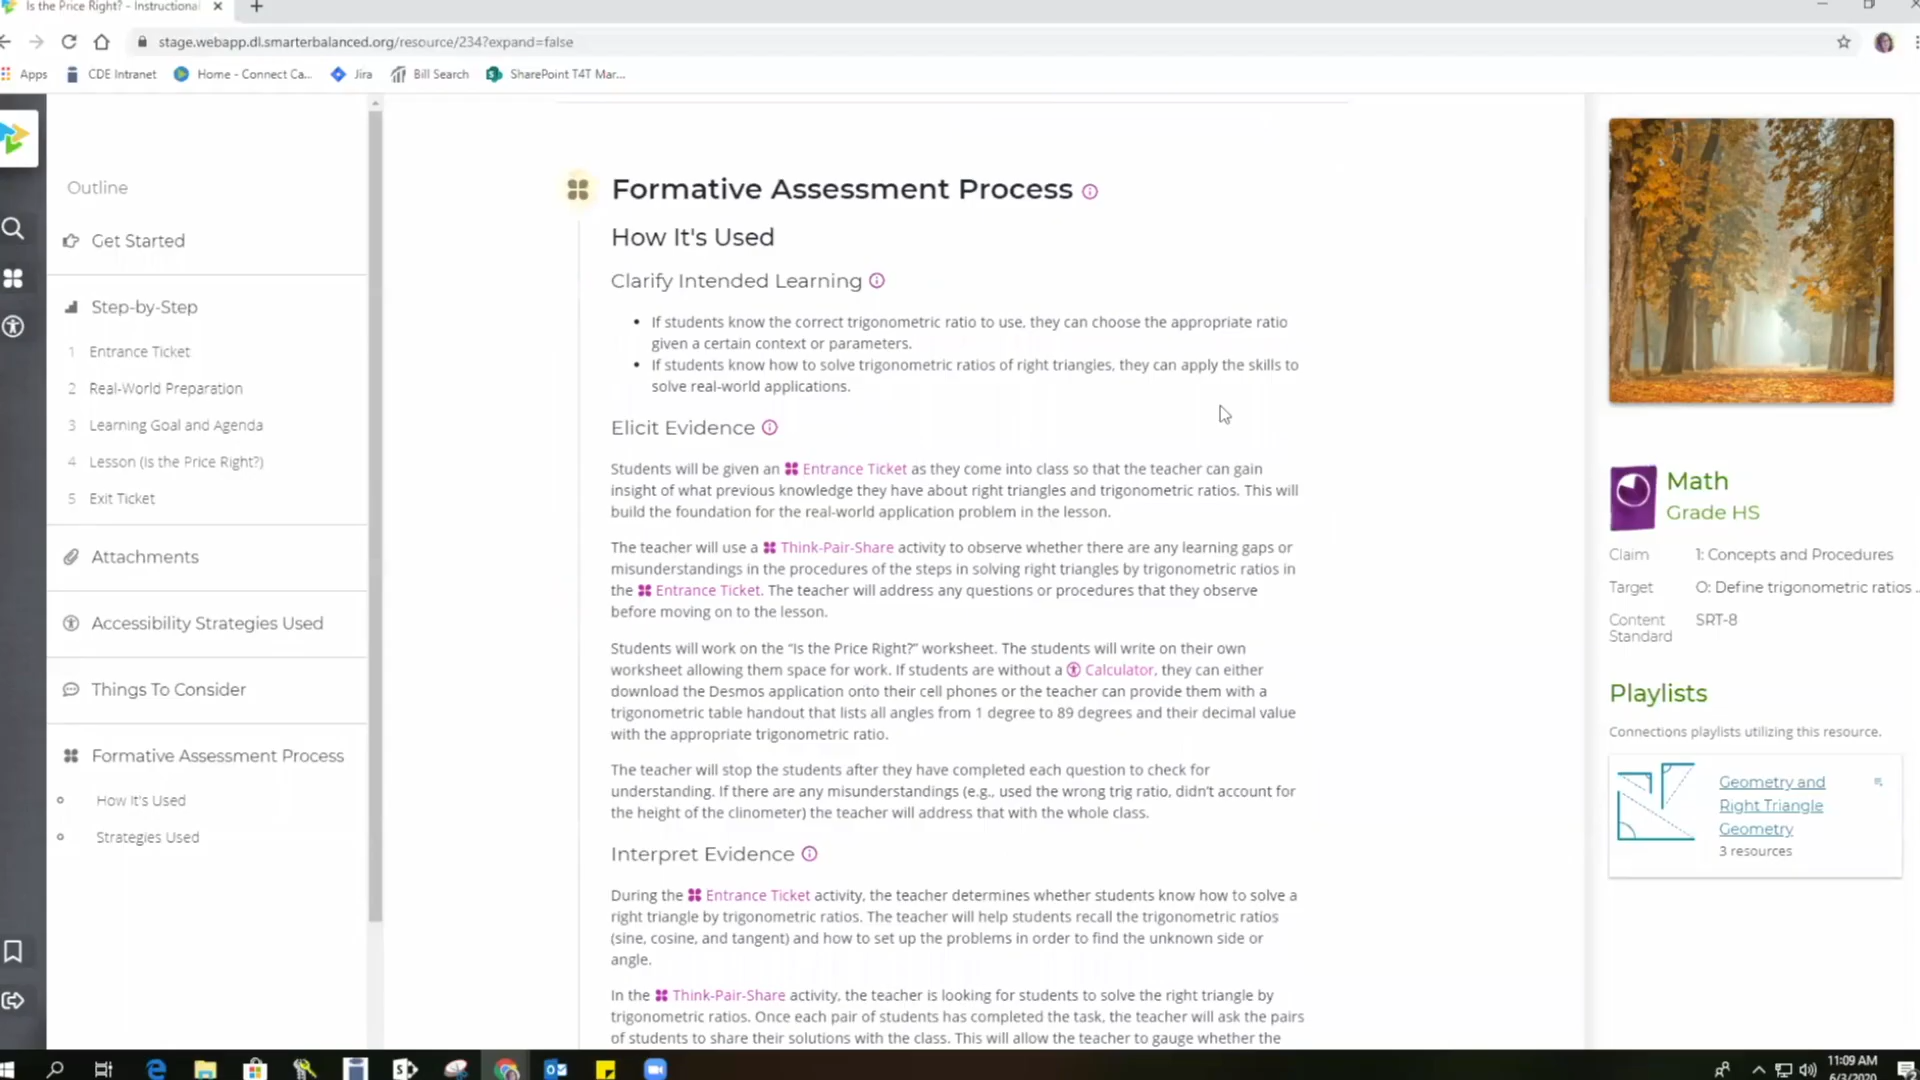 Is the Price Right? - Instructional
stage.webapp.dl.smarterbalanced.org/resource/234?expand=false
Apps
CDE Intranet
Home - Connect Ca...
Jira
Bill Search
SharePoint T4T Mar...
Outline
Get Started
Step-by-Step
1 Entrance Ticket
2 Real-World Preparation
3 Learning Goal and Agenda
4 Lesson (Is the Price Right?)
5 Exit Ticket
Attachments
Accessibility Strategies Used
Things To Consider
Formative Assessment Process
How It's Used
Strategies Used
Formative Assessment Process
How It's Used
Clarify Intended Learning
• If students know the correct trigonometric ratio to use, they can choose the appropriate ratio
given a certain context or parameters.
• If students know how to solve trigonometric ratios of right triangles, they can apply the skills to
solve real-world applications.
Elicit Evidence
Students will be given an Entrance Ticket as they come into class so that the teacher can gain
insight of what previous knowledge they have about right triangles and trigonometric ratios. This will
build the foundation for the real-world application problem in the lesson.
The teacher will use a Think-Pair-Share activity to observe whether there are any learning gaps or
misunderstandings in the procedures of the steps in solving right triangles by trigonometric ratios in
the Entrance Ticket. The teacher will address any questions or procedures that they observe
before moving on to the lesson.
Students will work on the “Is the Price Right?” worksheet. The students will write on their own
worksheet allowing them space for work. If students are without a Calculator, they can either
download the Desmos application onto their cell phones or the teacher can provide them with a
trigonometric table handout that lists all angles from 1 degree to 89 degrees and their decimal value
with the appropriate trigonometric ratio.
The teacher will stop the students after they have completed each question to check for
understanding. If there are any misunderstandings (e.g., used the wrong trig ratio, didn't account for
the height of the clinometer) the teacher will address that with the whole class.
Interpret Evidence
During the Entrance Ticket activity, the teacher determines whether students know how to solve a
right triangle by trigonometric ratios. The teacher will help students recall the trigonometric ratios
(sine, cosine, and tangent) and how to set up the problems in order to find the unknown side or
angle.
In the Think-Pair-Share activity, the teacher is looking for students to solve the right triangle by
trigonometric ratios. Once each pair of students has completed the task, the teacher will ask the pairs
of students to share their solutions with the class. This will allow the teacher to gauge whether the
Math
Grade HS
Claim 1: Concepts and Procedures
Target O: Define trigonometric ratios ..
Content Standard SRT-8
Playlists
Connections playlists utilizing this resource.
Geometry and
Right Triangle
Geometry
3 resources
11:09 AM
6/3/2020